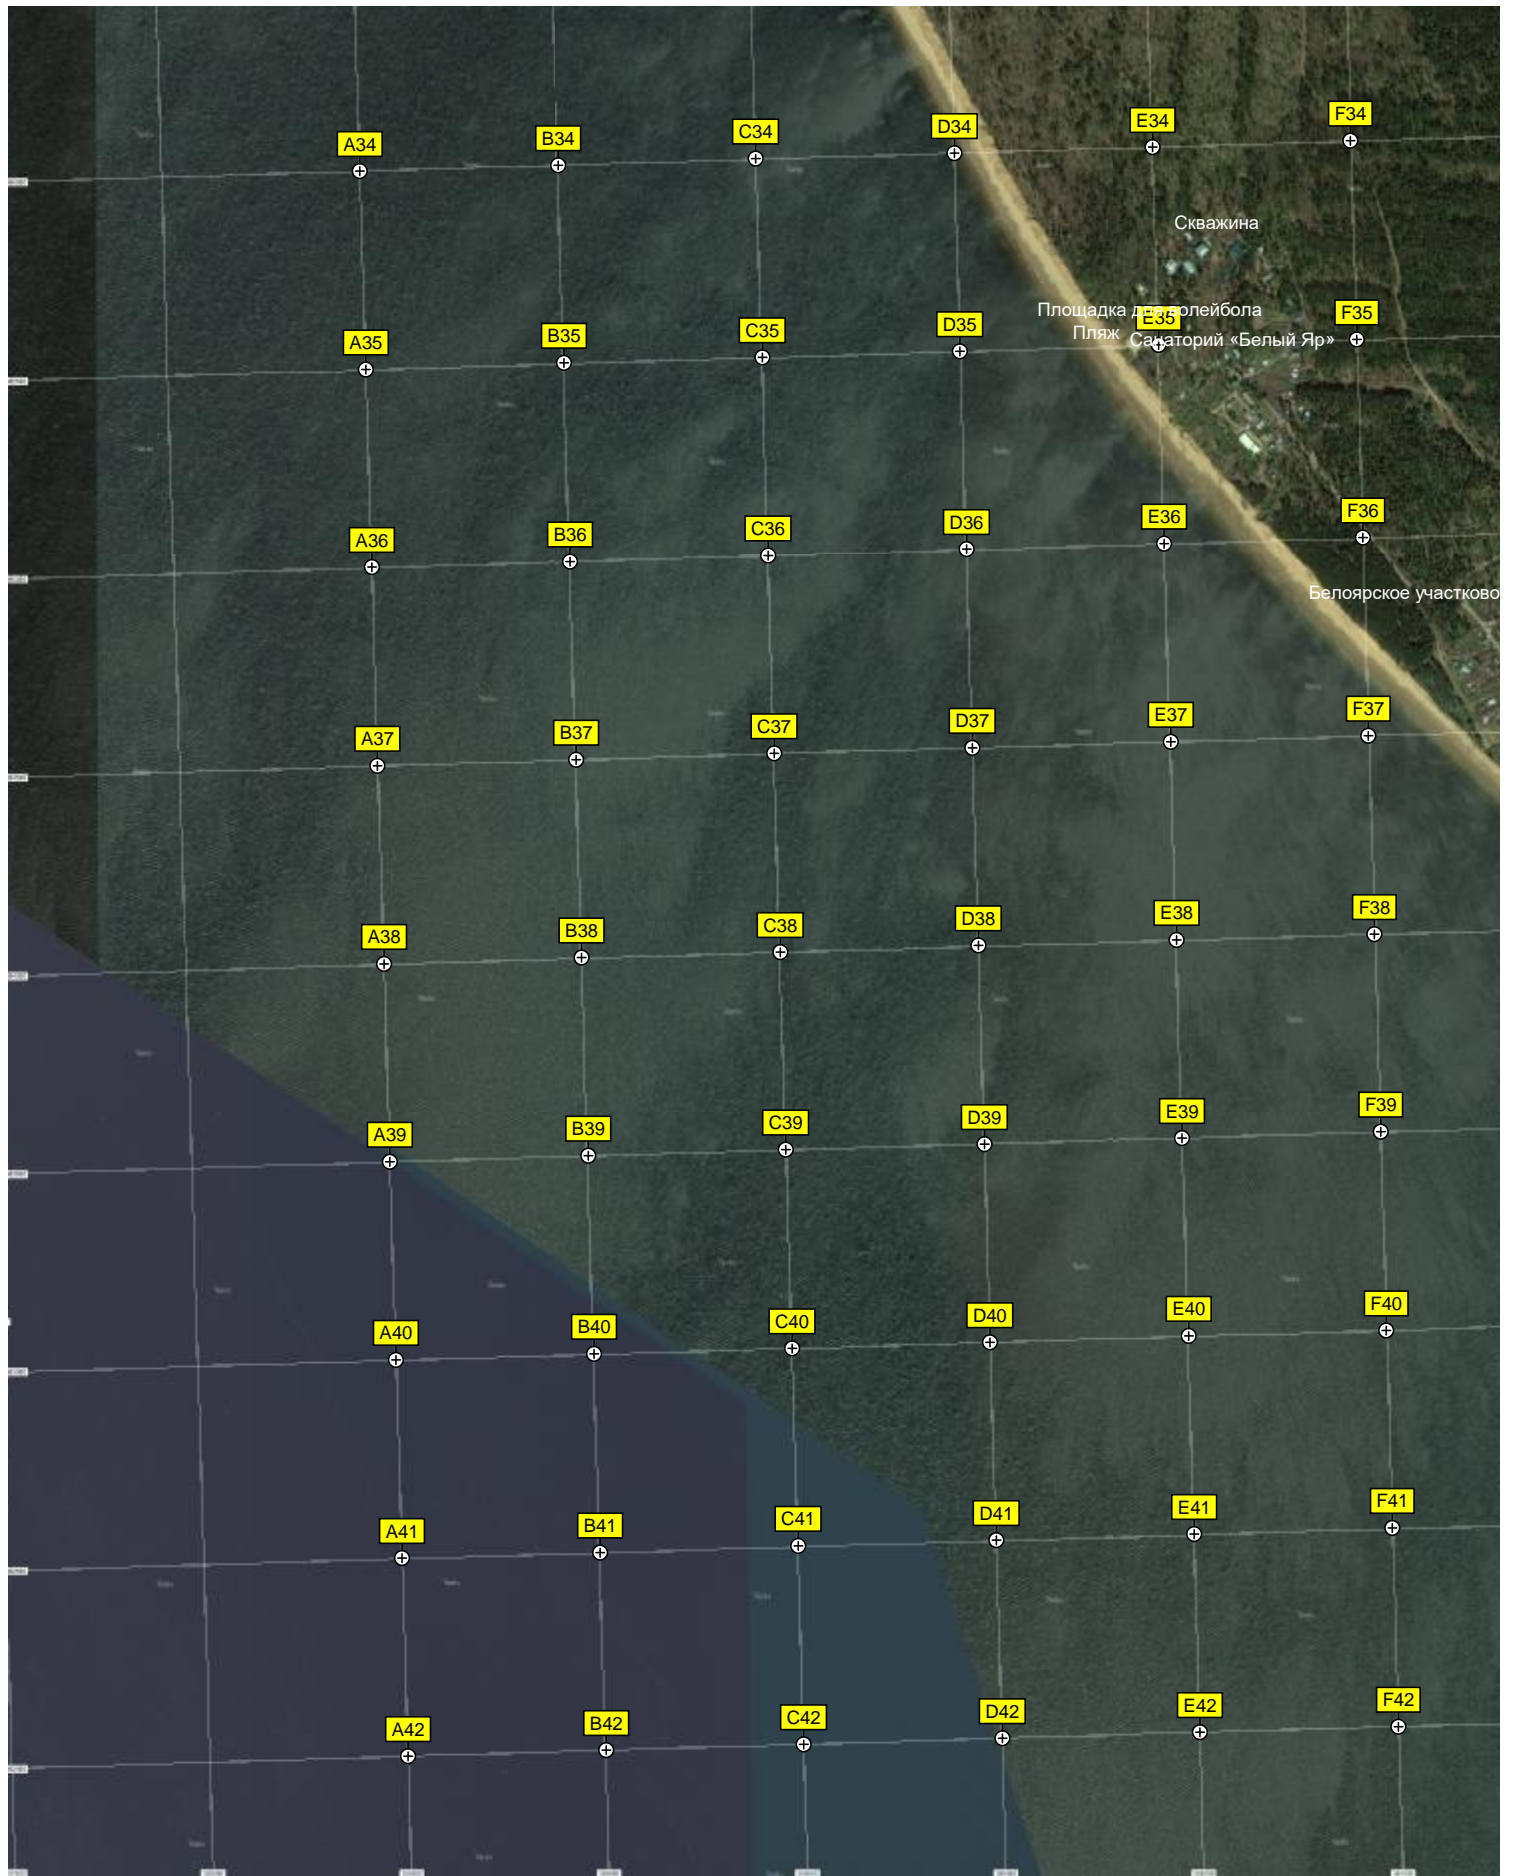 A34 B34 C34 D34 E34 F34
Скважина
Площадка для волейбола
Пляж
Санаторий «Белый Яр»
A35 B35 C35 D35 E35 F35
A36 B36 C36 D36 E36 F36
Белоярское участково
A37 B37 C37 D37 E37 F37
A38 B38 C38 D38 E38 F38
A39 B39 C39 D39 E39 F39
A40 B40 C40 D40 E40 F40
A41 B41 C41 D41 E41 F41
A42 B42 C42 D42 E42 F42